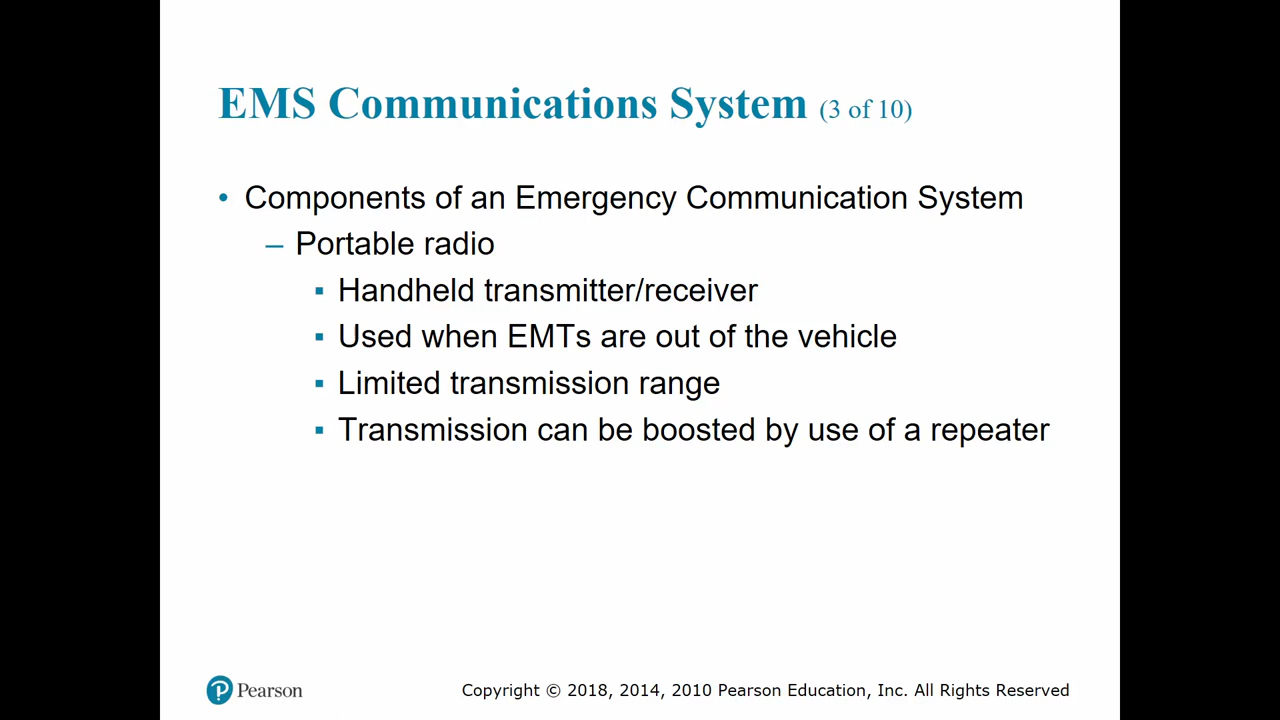 EMS Communications System (3 of 10)
• Components of an Emergency Communication System
– Portable radio
▪ Handheld transmitter/receiver
▪ Used when EMTs are out of the vehicle
▪ Limited transmission range
▪ Transmission can be boosted by use of a repeater
P Pearson
Copyright © 2018, 2014, 2010 Pearson Education, Inc. All Rights Reserved